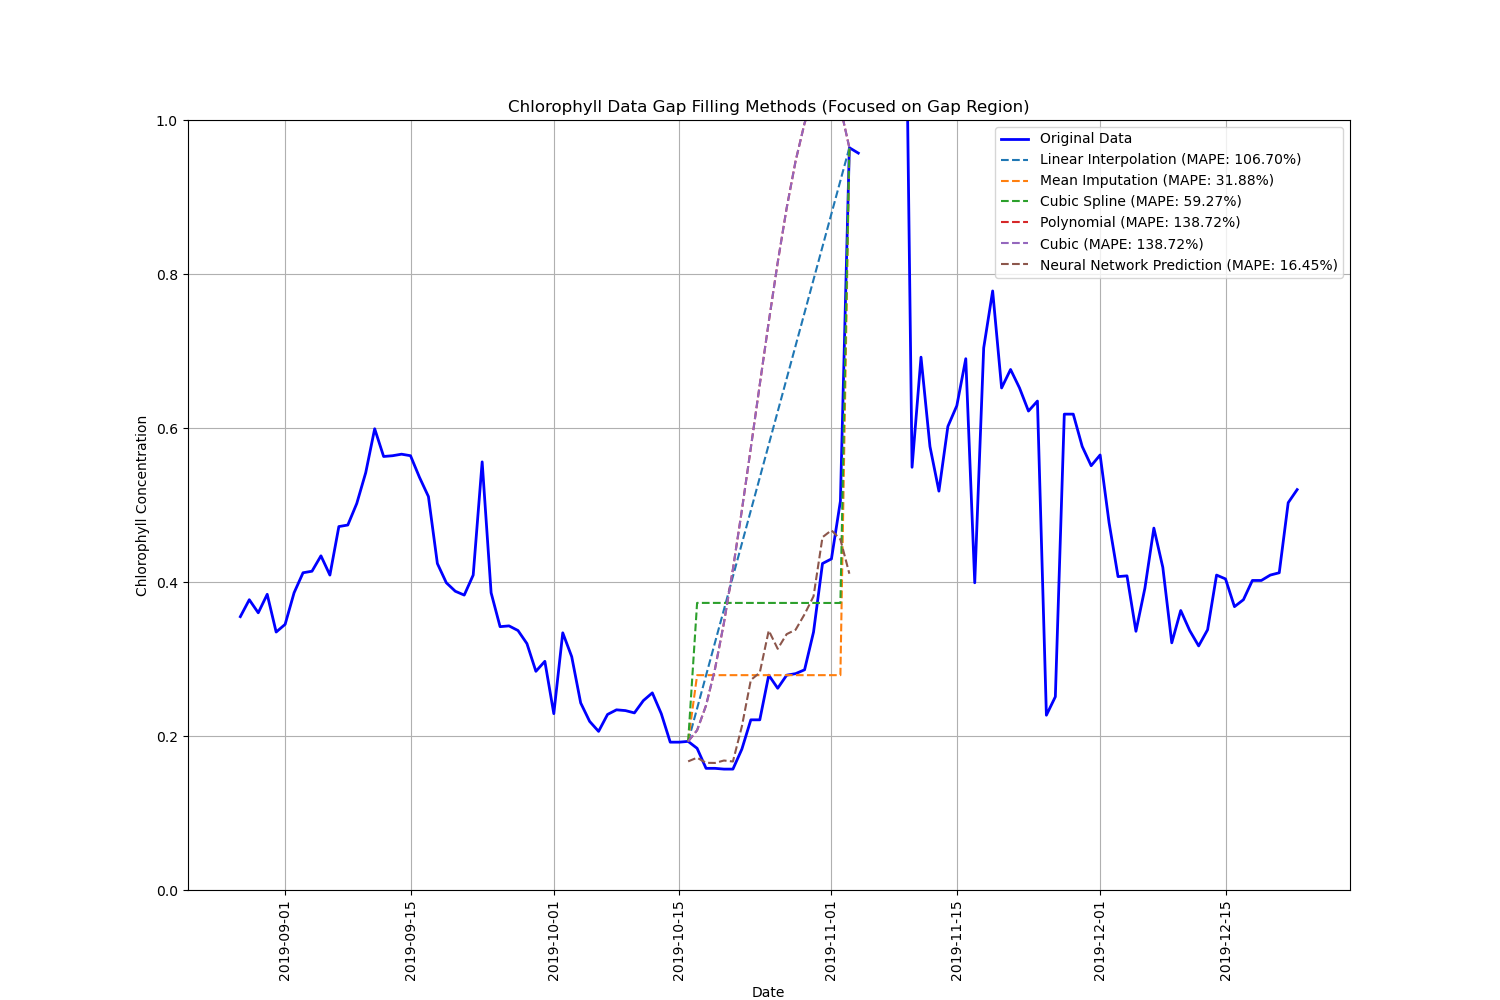 Chlorophyll Data Gap Filling Methods (Focused on Gap Region)
Original Data
Linear Interpolation (MAPE: 106.70%)
Mean Imputation (MAPE: 31.88%)
Cubic Spline (MAPE: 59.27%)
Polynomial (MAPE: 138.72%)
Cubic (MAPE: 138.72%)
Neural Network Prediction (MAPE: 16.45%)
Chlorophyll Concentration
1.0
0.8
0.6
0.4
0.2
0.0
2019-09-01
2019-09-15
2019-10-01
2019-10-15
2019-11-01
2019-11-15
2019-12-01
2019-12-15
Date